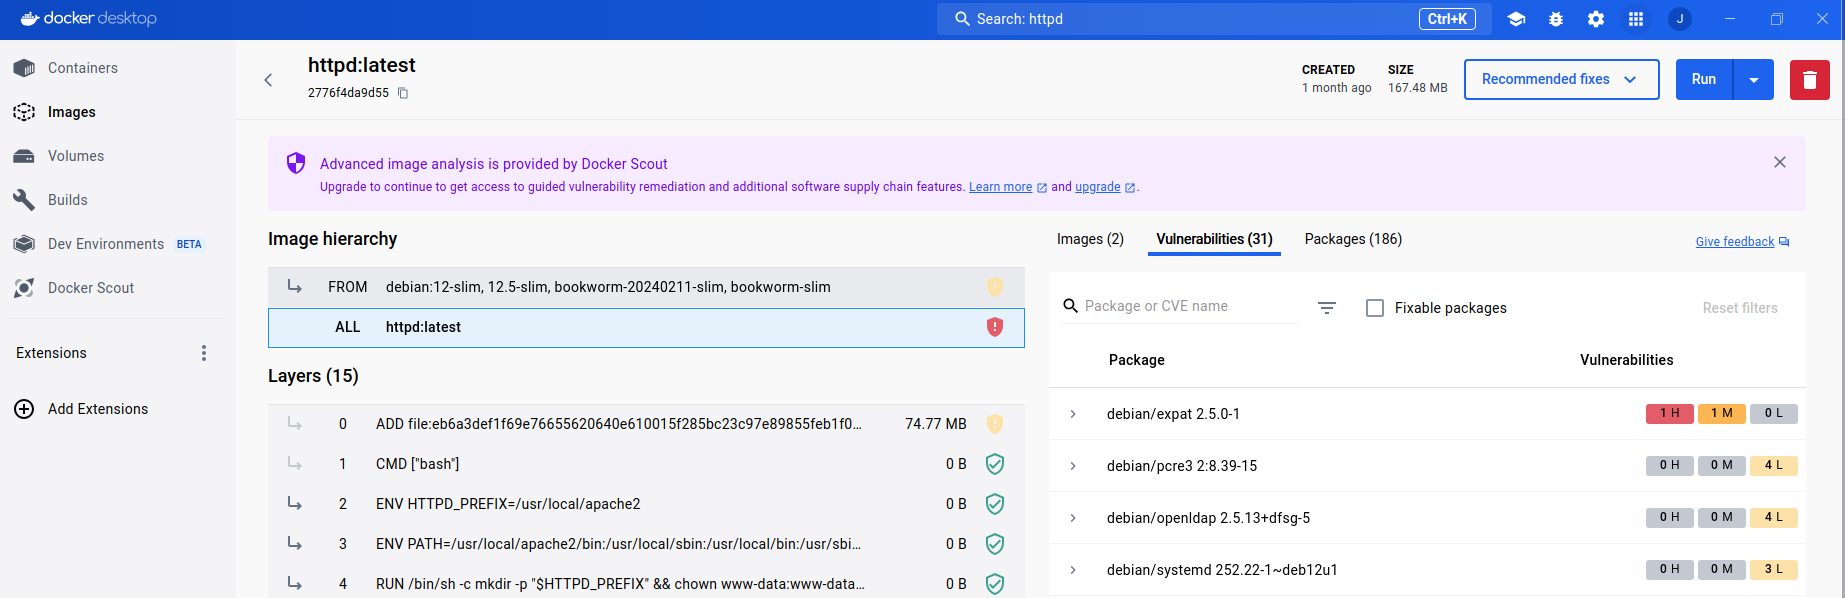 docker desktop
Search: httpd
Ctrl+K
J
Containers
Images
Volumes
Builds
Dev Environments BETA
Docker Scout
Extensions
Add Extensions
httpd:latest
2776f4da9d55
CREATED
1 month ago
SIZE
167.48 MB
Recommended fixes
Run
Advanced image analysis is provided by Docker Scout
Upgrade to continue to get access to guided vulnerability remediation and additional software supply chain features. Learn more and upgrade.
Image hierarchy
FROM debian:12-slim, 12.5-slim, bookworm-20240211-slim, bookworm-slim
ALL httpd:latest
Layers (15)
0 ADD file:eb6a3def1f69e76655620640e610015f285bc23c97e89855feb1f0... 74.77 MB
1 CMD ["bash"] 0 B
2 ENV HTTPD_PREFIX=/usr/local/apache2 0 B
3 ENV PATH=/usr/local/apache2/bin:/usr/local/sbin:/usr/local/bin:/usr/sbi... 0 B
4 RUN /bin/sh -c mkdir -p "$HTTPD_PREFIX" && chown www-data:www-data... 0 B
Images (2) Vulnerabilities (31) Packages (186)
Give feedback
Package or CVE name
Fixable packages
Reset filters
Package Vulnerabilities
debian/expat 2.5.0-1 1 H 1 M 0 L
debian/pcre3 2:8.39-15 0 H 0 M 4 L
debian/openldap 2.5.13+dfsg-5 0 H 0 M 4 L
debian/systemd 252.22-1~deb12u1 0 H 0 M 3 L